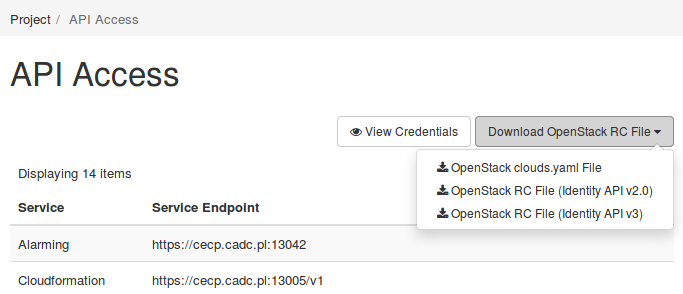 Project / API Access
API Access
View Credentials Download OpenStack RC File
OpenStack clouds.yaml File
OpenStack RC File (Identity API v2.0)
OpenStack RC File (Identity API v3)
Displaying 14 items
Service Service Endpoint
Alarming https://cecp.cadc.pl:13042
Cloudformation https://cecp.cadc.pl:13005/v1